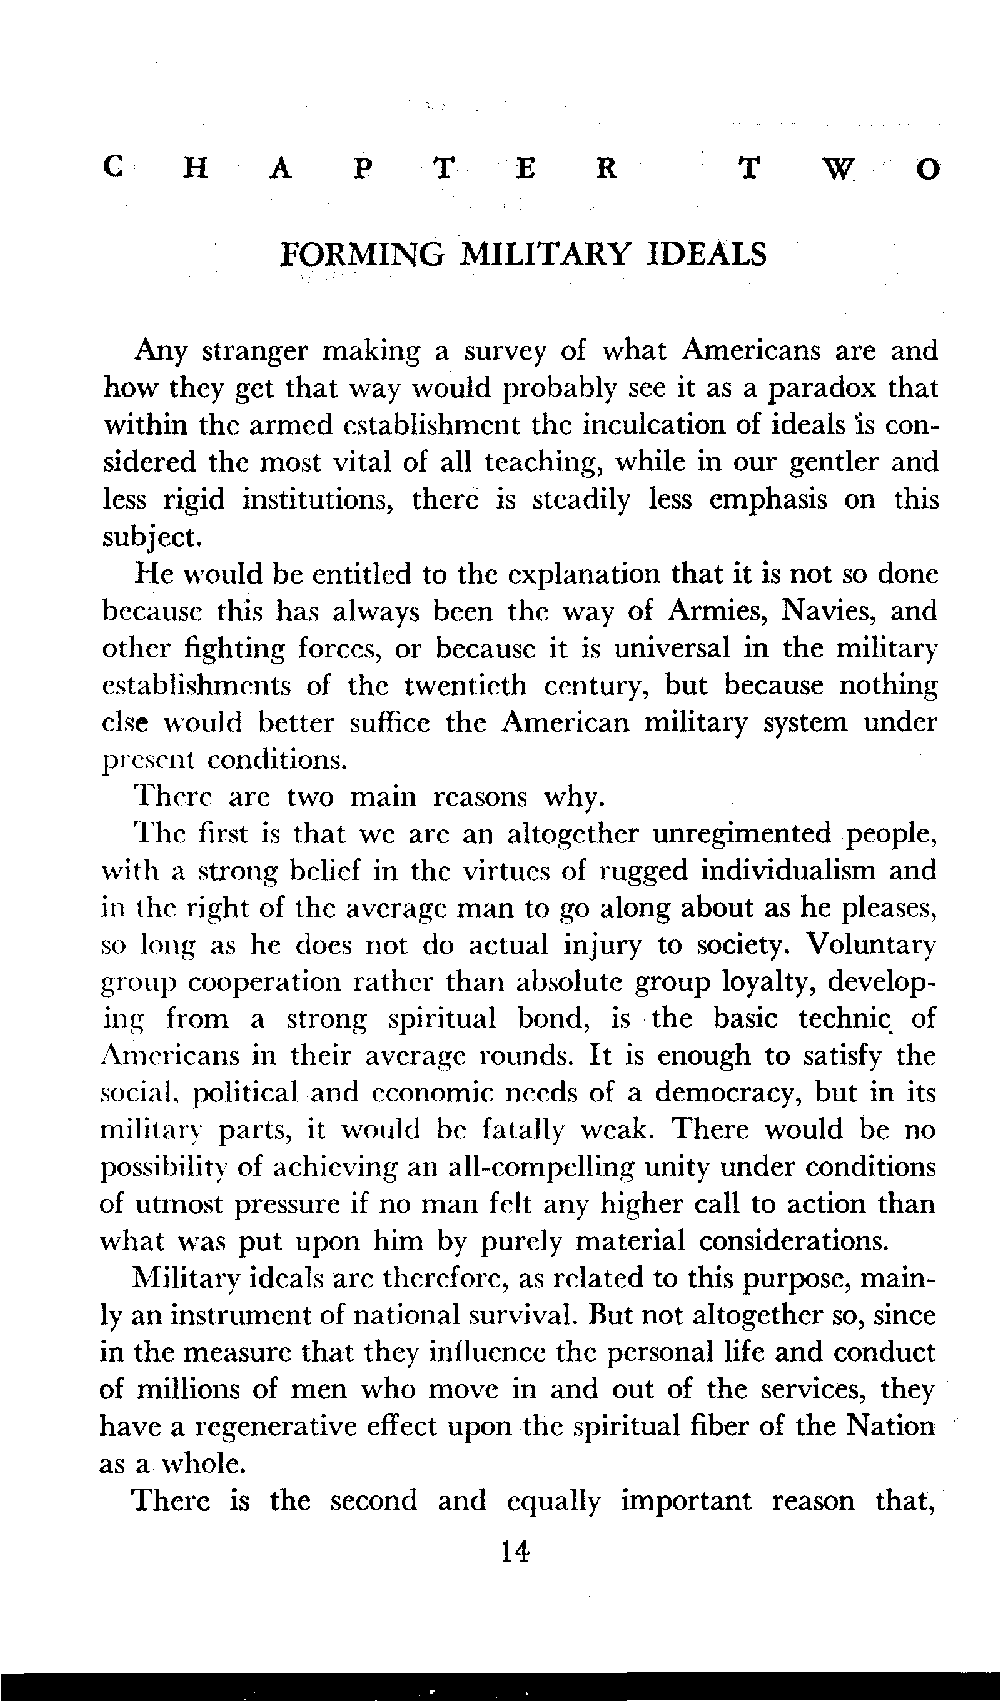 CHAPTER TWO
FORMING MILITARY IDEALS
Any stranger making a survey of what Americans are and
how they get that way would probably see it as a paradox that
within the armed establishment the inculcation of ideals is con-
sidered the most vital of all teaching, while in our gentler and
less rigid institutions, there is steadily less emphasis on this
subject.
He would be entitled to the explanation that it is not so done
because this has always been the way of Armies, Navies, and
other fighting forces, or because it is universal in the military
establishments of the twentieth century, but because nothing
else would better suffice the American military system under
present conditions.
There are two main reasons why.
The first is that we are an altogether unregimented people,
with a strong belief in the virtues of rugged individualism and
in the right of the average man to go along about as he pleases,
so long as he does not do actual injury to society. Voluntary
group cooperation rather than absolute group loyalty, develop-
ing from a strong spiritual bond, is the basic technic of
Americans in their average rounds. It is enough to satisfy the
social, political and economic needs of a democracy, but in its
military parts, it would be fatally weak. There would be no
possibility of achieving an all-compelling unity under conditions
of utmost pressure if no man felt any higher call to action than
what was put upon him by purely material considerations.
Military ideals are therefore, as related to this purpose, main-
ly an instrument of national survival. But not altogether so, since
in the measure that they influence the personal life and conduct
of millions of men who move in and out of the services, they
have a regenerative effect upon the spiritual fiber of the Nation
as a whole.
There is the second and equally important reason that,
14